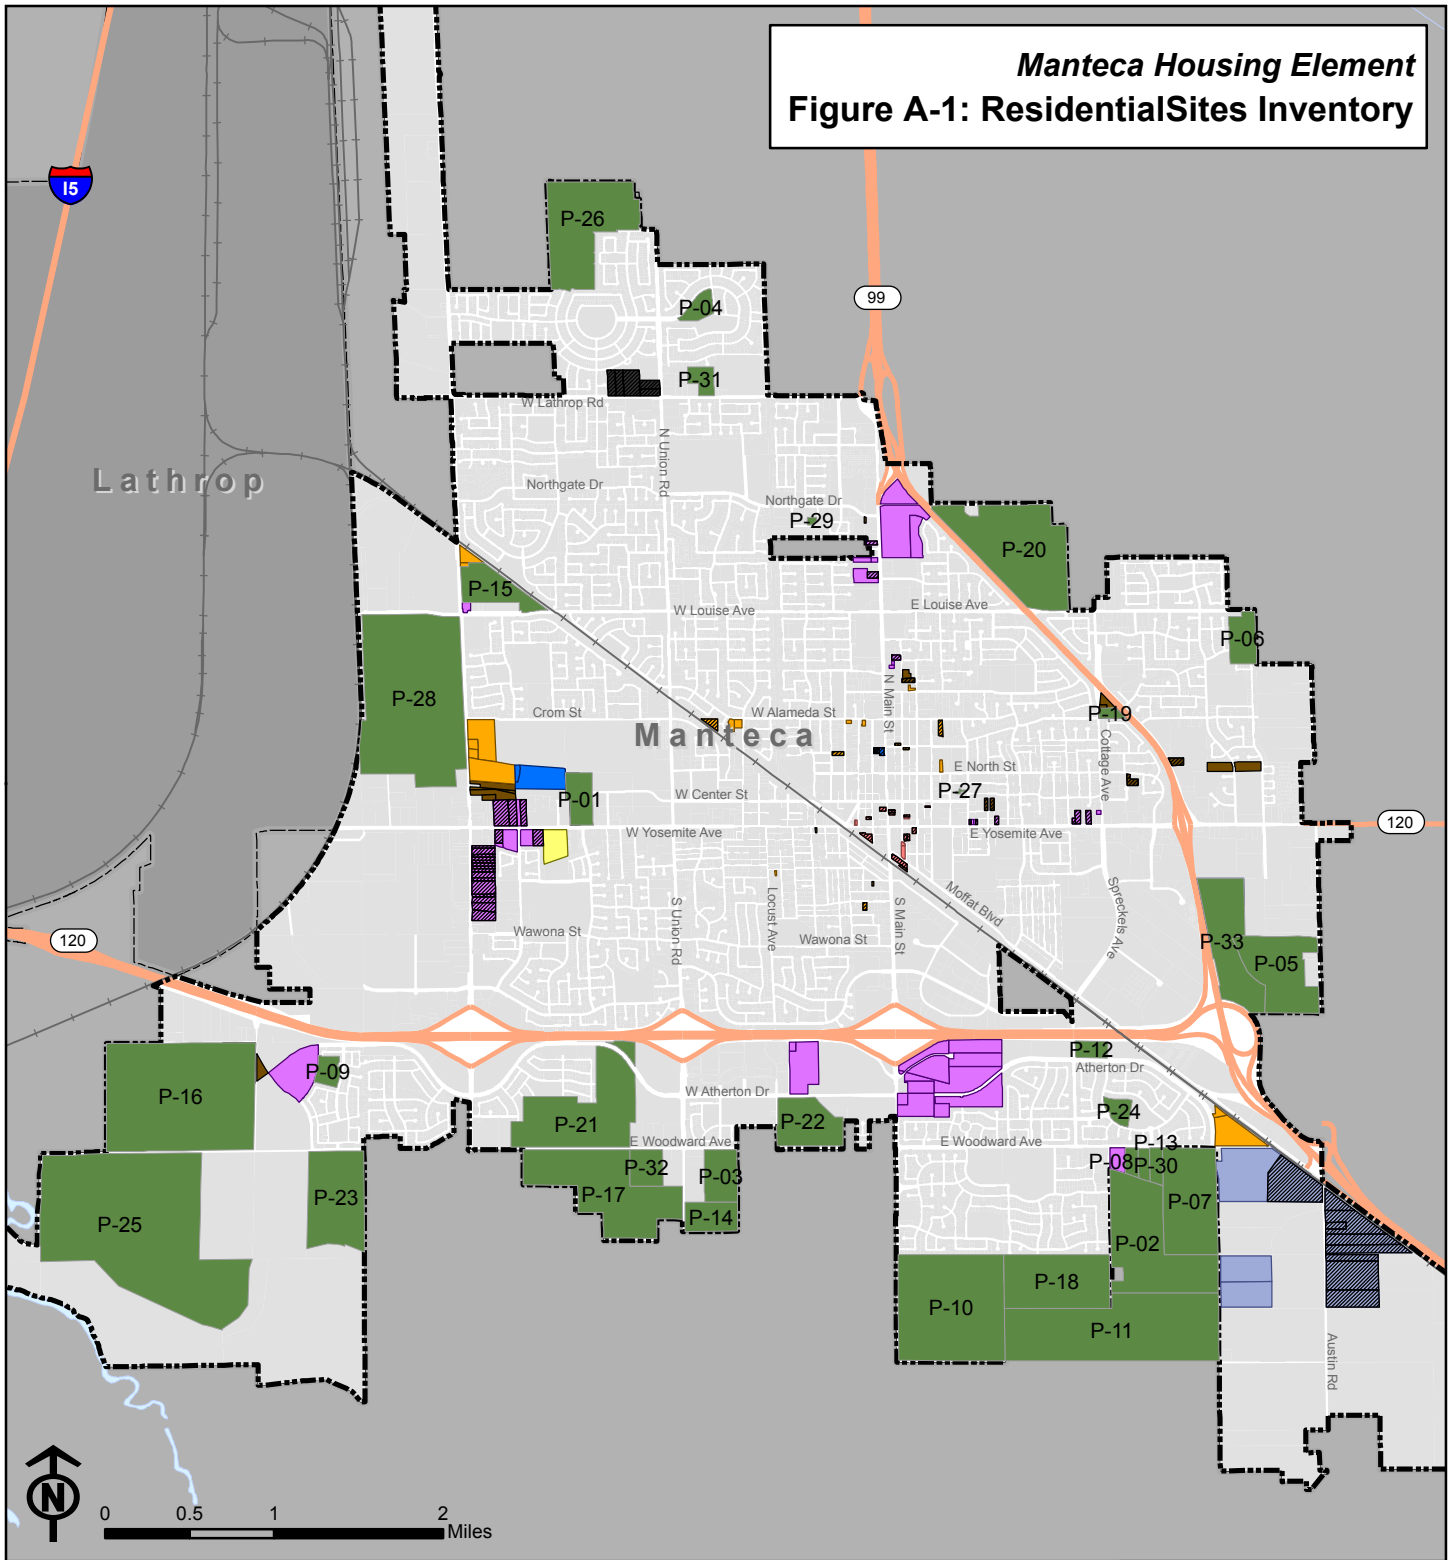 Manteca Housing Element
Figure A-1: ResidentialSites Inventory
I5
P-26
99
P-04
P-31
W Lathrop Rd
N Union Rd
Lathrop
Northgate Dr
Northgate Dr
P-29
P-20
P-15
W Louise Ave
E Louise Ave
P-06
P-28
N Main St
Crom St
W Alameda St
P-19
Manteca
Cottage Ave
E North St
P-01
W Center St
P-27
W Yosemite Ave
E Yosemite Ave
120
Moffat Blvd
Spreckels Ave
Locust Ave
S Union Rd
S Main St
Wawona St
Wawona St
120
P-33
P-05
P-12
Atherton Dr
P-09
P-16
W Atherton Dr
P-24
P-21
P-22
E Woodward Ave
E Woodward Ave
P-13
P-08
P-30
P-32
P-03
P-23
P-17
P-07
P-14
P-25
P-02
P-18
P-10
P-11
Austin Rd
N
0 0.5 1 2
Miles